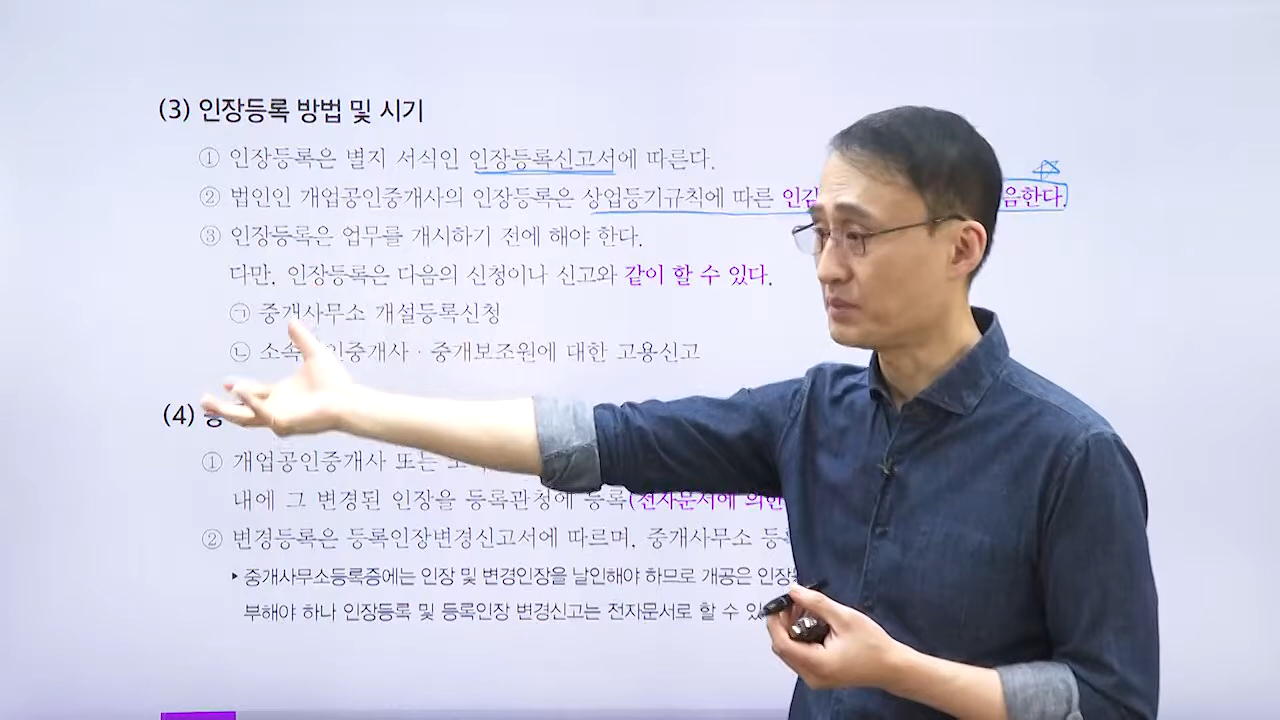 (3) 인장등록 방법 및 시기
① 인장등록은 별지 서식인 인장등록신고서에 따른다.
② 법인인 개업공인중개사의 인장등록은 상업등기규칙에 따른 인감 음한다.
③ 인장등록은 업무를 개시하기 전에 해야 한다.
다만, 인장등록은 다음의 신청이나 신고와 같이 할 수 있다.
㉠ 중개사무소 개설등록신청
㉡ 소속 인중개사 · 중개보조원에 대한 고용신고
(4)
① 개업공인중개사 또는
내에 그 변경된 인장을 등록관청에 등록(전자문서에 의한
② 변경등록은 등록인장변경신고서에 따르며, 중개사무소
▸ 중개사무소등록증에는 인장 및 변경인장을 날인해야 하므로 개공은
부해야 하나 인장등록 및 등록인장 변경신고는 전자문서로 할 수